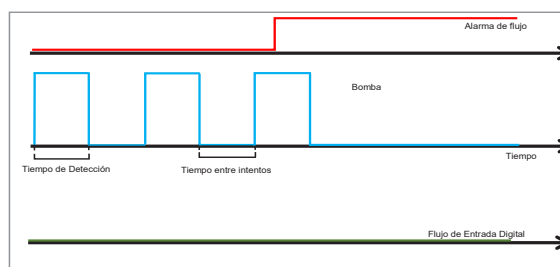 Alarma de flujo
Bomba
Tiempo
Tiempo de Detección
Tiempo entre intentos
Flujo de Entrada Digital